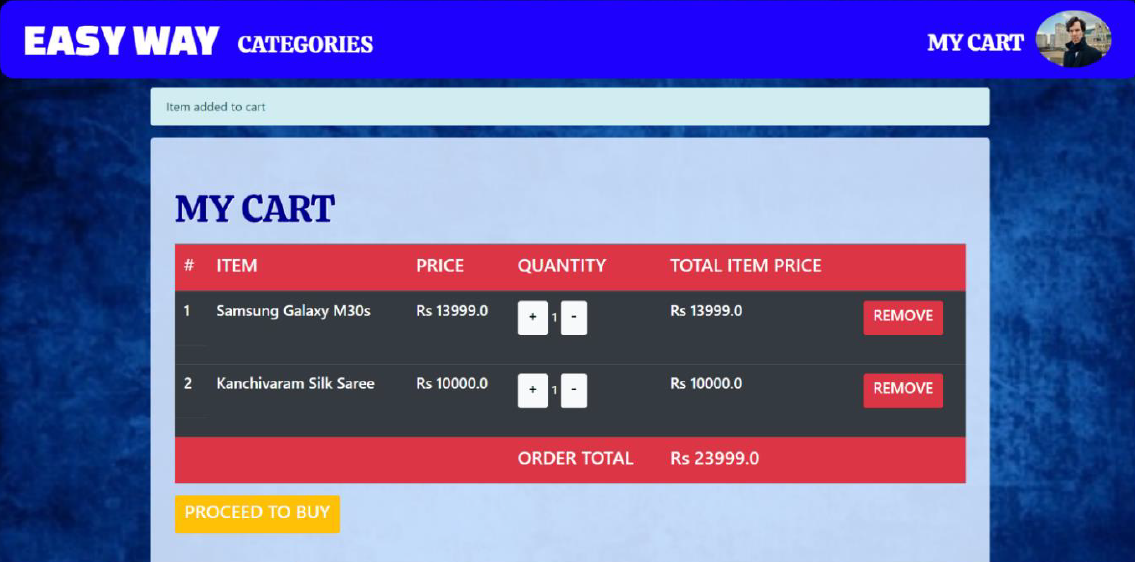 EASY WAY CATEGORIES MY CART
Item added to cart
MY CART
# ITEM PRICE QUANTITY TOTAL ITEM PRICE
1 Samsung Galaxy M30s Rs 13999.0 + 1 - Rs 13999.0 REMOVE
2 Kanchivaram Silk Saree Rs 10000.0 + 1 - Rs 10000.0 REMOVE
ORDER TOTAL Rs 23999.0
PROCEED TO BUY